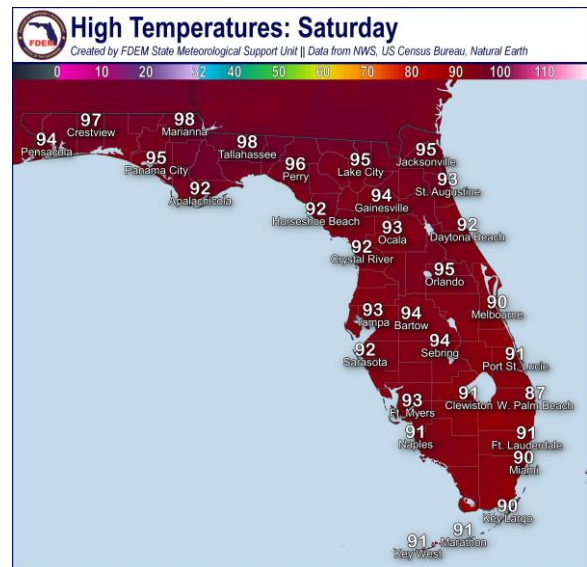 FDEM
High Temperatures: Saturday
Created by FDEM State Meteorological Support Unit || Data from NWS, US Census Bureau, Natural Earth
0 10 20 32 40 50 60 70 80 90 100 110
97
Crestview
98
Marianna
94
Pensacola
95
Panama City
98
Tallahassee
92
Apalachicola
96
Perry
95
Lake City
95
Jacksonville
93
St. Augustine
94
Gainesville
92
Horseshoe Beach
93
Ocala
92
Daytona Beach
92
Crystal River
95
Orlando
90
Melbourne
93
Tampa
94
Bartow
94
Sebring
92
Sarasota
91
Port St. Lucie
93
Ft. Myers
91
Clewiston
87
W. Palm Beach
91
Naples
91
Ft. Lauderdale
90
Miami
90
Key Largo
91
Marathon
91
Key West